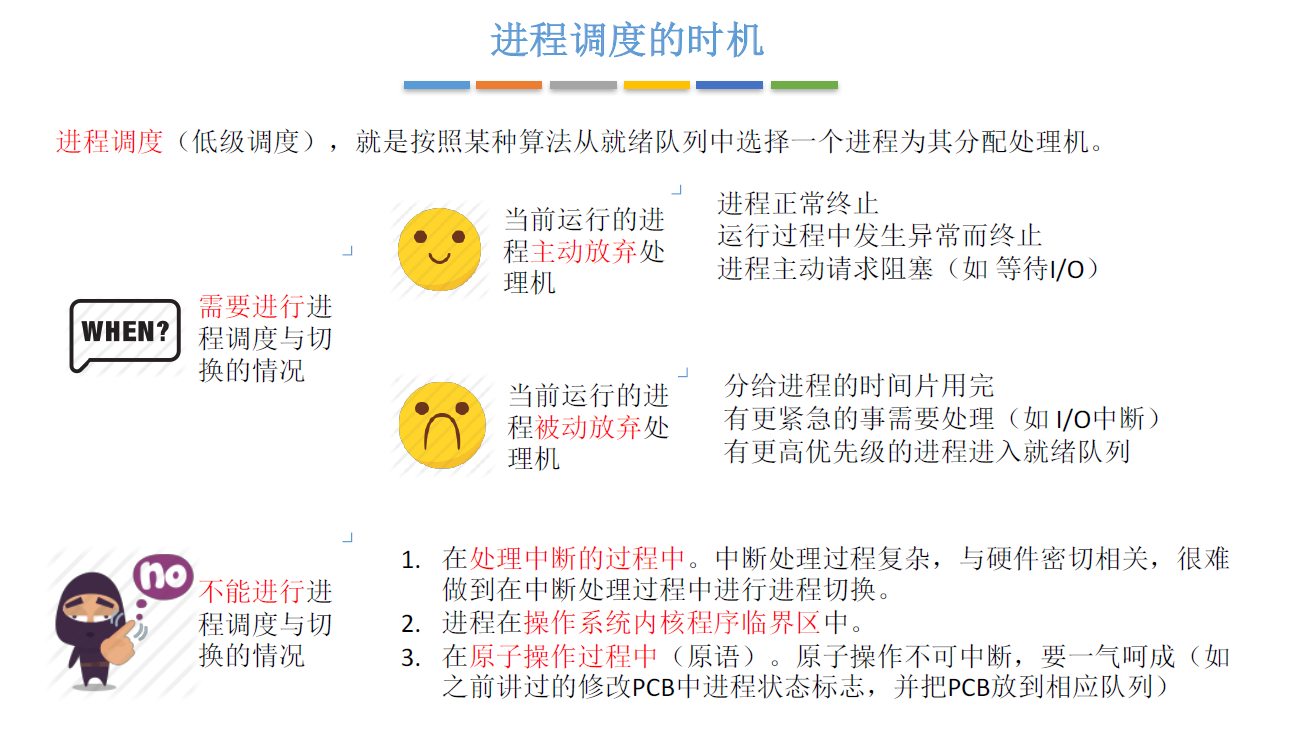 进程调度的时机
进程调度（低级调度），就是按照某种算法从就绪队列中选择一个进程为其分配处理机。
WHEN?
需要进行进
程调度与切
换的情况
当前运行的进
程主动放弃处
理机
进程正常终止
运行过程中发生异常而终止
进程主动请求阻塞（如 等待I/O）
当前运行的进
程被动放弃处
理机
分给进程的时间片用完
有更紧急的事需要处理（如 I/O中断）
有更高优先级的进程进入就绪队列
no
不能进行进
程调度与切
换的情况
1. 在处理中断的过程中。中断处理过程复杂，与硬件密切相关，很难
做到在中断处理过程中进行进程切换。
2. 进程在操作系统内核程序临界区中。
3. 在原子操作过程中（原语）。原子操作不可中断，要一气呵成（如
之前讲过的修改PCB中进程状态标志，并把PCB放到相应队列）